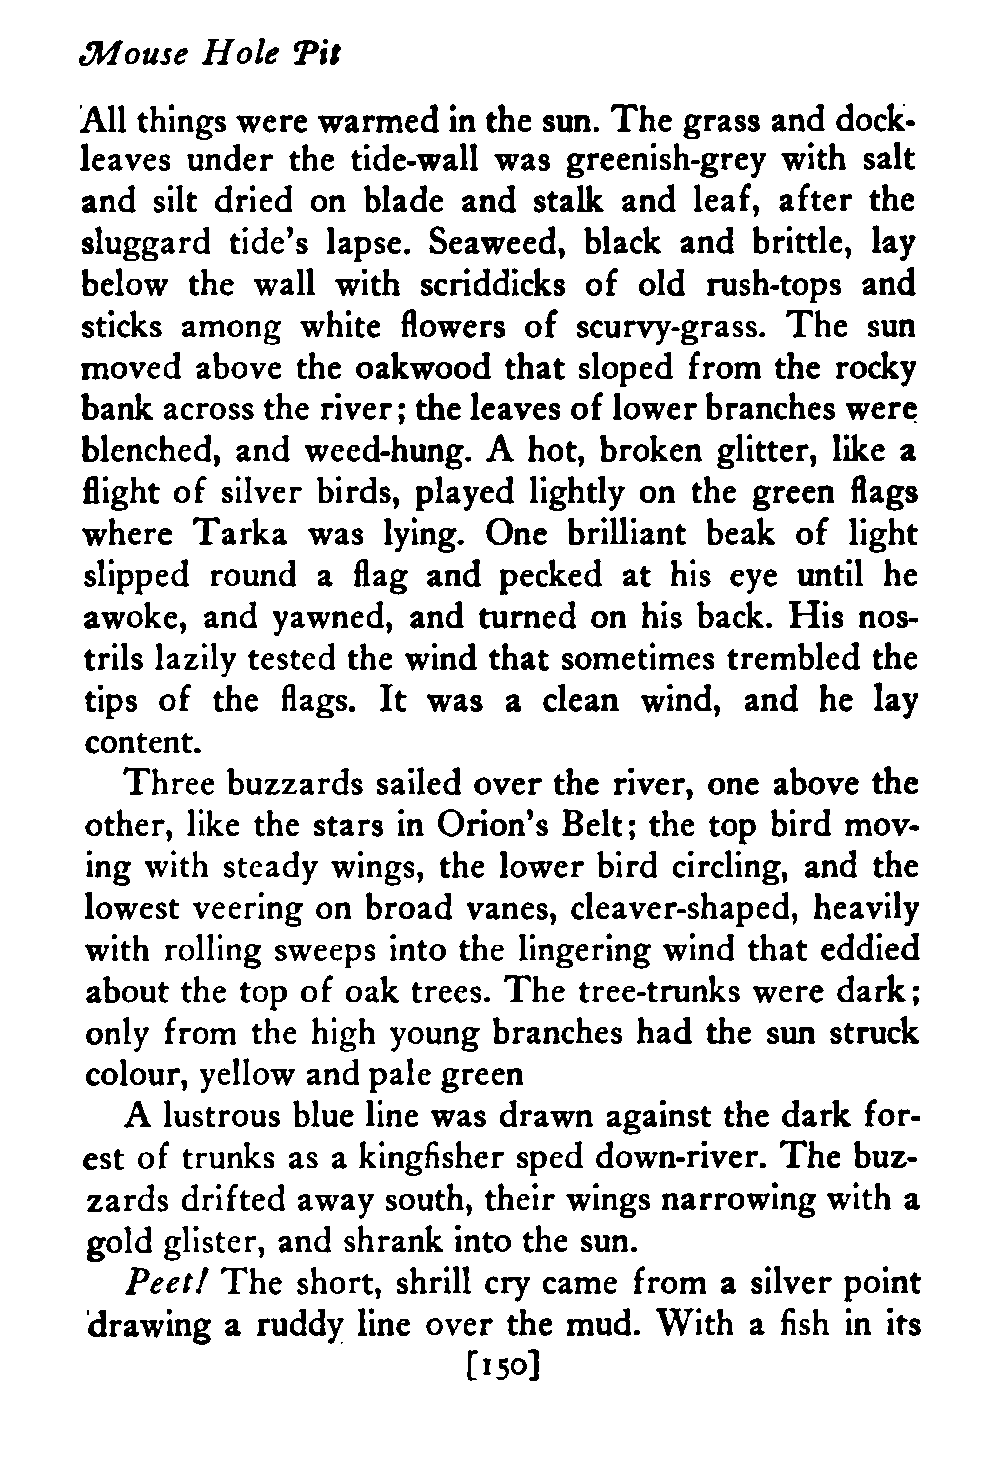 Mouse Hole Pit
All things were warmed in the sun. The grass and dock-
leaves under the tide-wall was greenish-grey with salt
and silt dried on blade and stalk and leaf, after the
sluggard tide's lapse. Seaweed, black and brittle, lay
below the wall with scriddicks of old rush-tops and
sticks among white flowers of scurvy-grass. The sun
moved above the oakwood that sloped from the rocky
bank across the river; the leaves of lower branches were
blenched, and weed-hung. A hot, broken glitter, like a
flight of silver birds, played lightly on the green flags
where Tarka was lying. One brilliant beak of light
slipped round a flag and pecked at his eye until he
awoke, and yawned, and turned on his back. His nos-
trils lazily tested the wind that sometimes trembled the
tips of the flags. It was a clean wind, and he lay
content.
Three buzzards sailed over the river, one above the
other, like the stars in Orion's Belt; the top bird mov-
ing with steady wings, the lower bird circling, and the
lowest veering on broad vanes, cleaver-shaped, heavily
with rolling sweeps into the lingering wind that eddied
about the top of oak trees. The tree-trunks were dark;
only from the high young branches had the sun struck
colour, yellow and pale green
A lustrous blue line was drawn against the dark for-
est of trunks as a kingfisher sped down-river. The buz-
zards drifted away south, their wings narrowing with a
gold glister, and shrank into the sun.
Peet! The short, shrill cry came from a silver point
drawing a ruddy line over the mud. With a fish in its
[150]